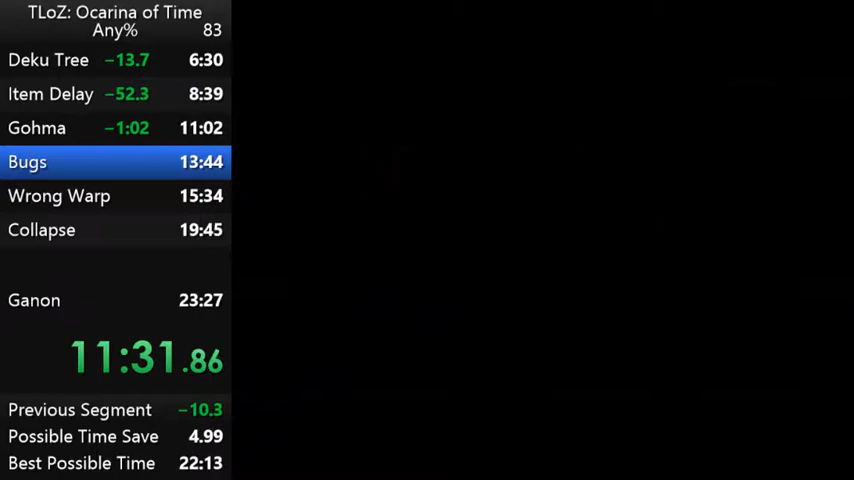 TLoZ: Ocarina of Time
Any% 83
Deku Tree −13.7 6:30
Item Delay −52.3 8:39
Gohma −1:02 11:02
Bugs 13:44
Wrong Warp 15:34
Collapse 19:45
Ganon 23:27
11:31.86
Previous Segment −10.3
Possible Time Save 4.99
Best Possible Time 22:13